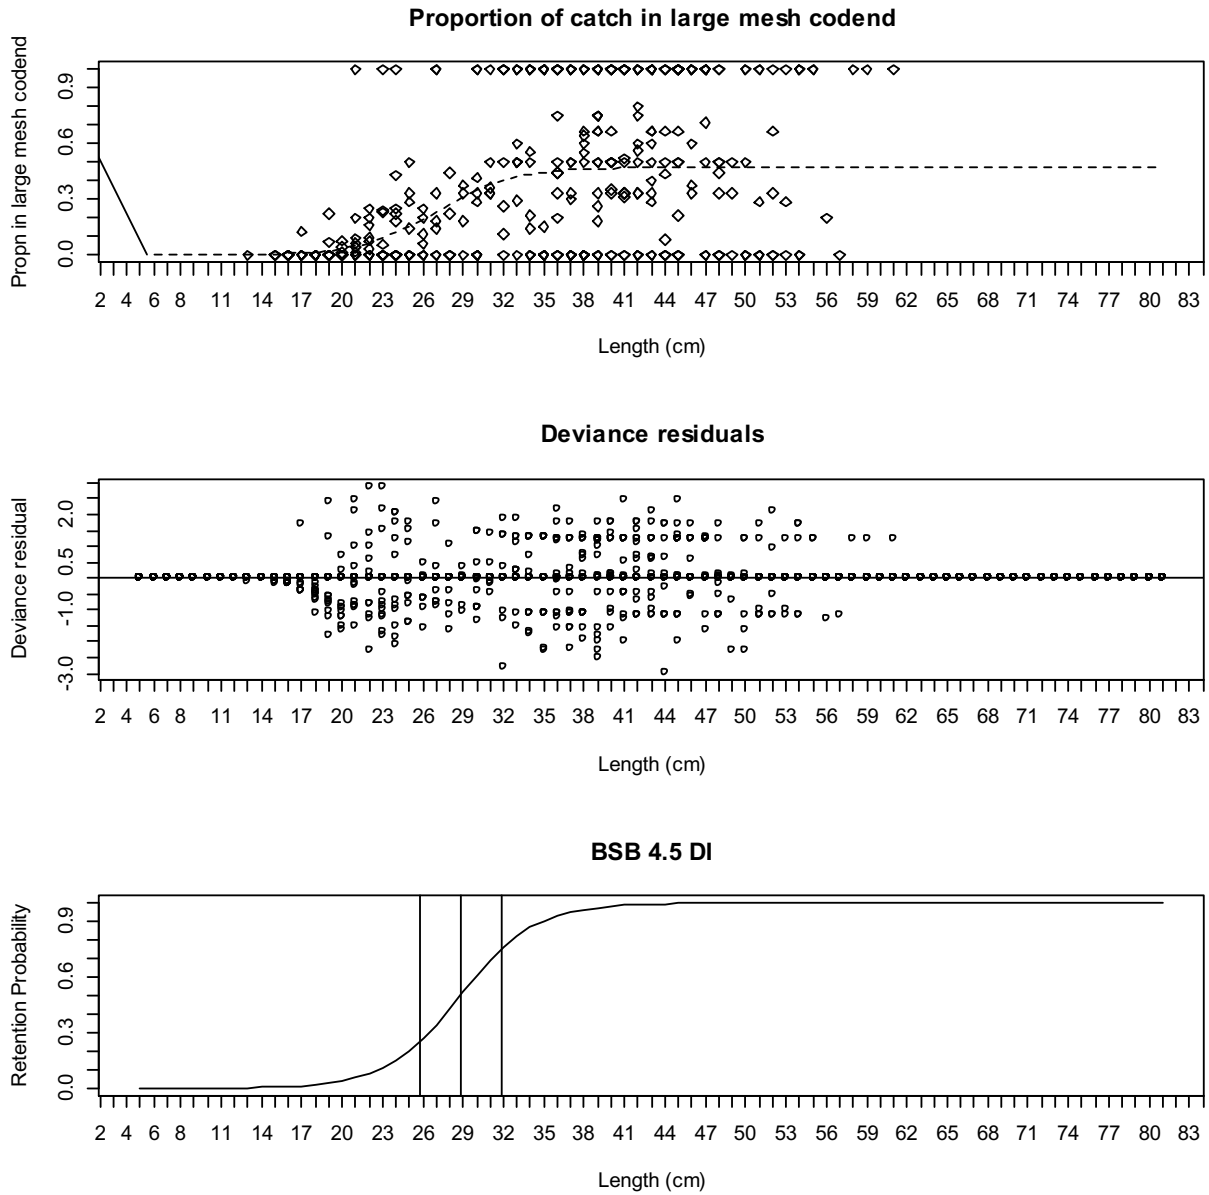 Proportion of catch in large mesh codend
Propn in large mesh codend
0.9
0.6
0.3
0.0
2 4 6 8 11 14 17 20 23 26 29 32 35 38 41 44 47 50 53 56 59 62 65 68 71 74 77 80 83
Length (cm)
Deviance residuals
Deviance residual
2.0
0.5
-1.0
-3.0
2 4 6 8 11 14 17 20 23 26 29 32 35 38 41 44 47 50 53 56 59 62 65 68 71 74 77 80 83
Length (cm)
BSB 4.5 DI
Retention Probability
0.9
0.6
0.3
0.0
2 4 6 8 11 14 17 20 23 26 29 32 35 38 41 44 47 50 53 56 59 62 65 68 71 74 77 80 83
Length (cm)